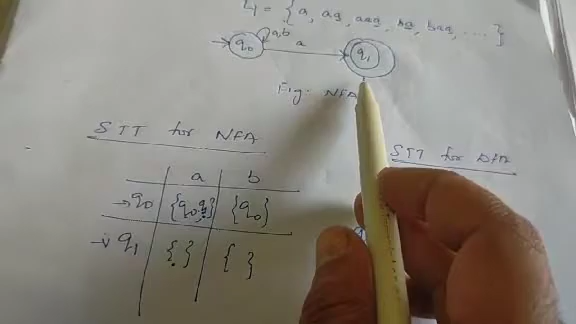 L₁ = { a, aa, aaa, ba, baa, .... }
q₀ a,b a q₁
Fig: NFA
STT for NFA
STT for DFA
a b
→q₀ {q₀,q₁} {q₀}
q₁ { } { }